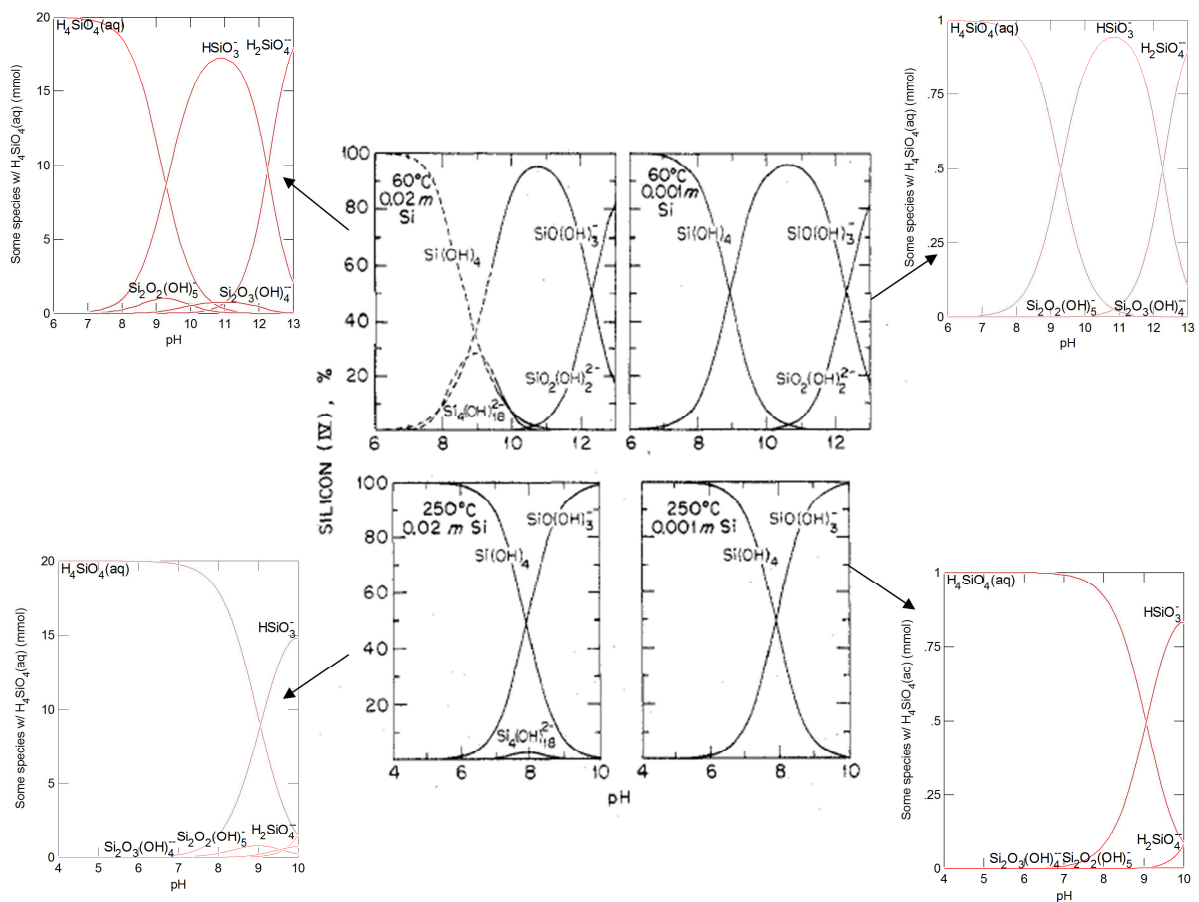 20
15
10
5
0
H₄SiO₄(aq)
HSiO₃⁻
H₂SiO₄⁻⁻
Si₂O₂(OH)₅⁻
Si₂O₃(OH)₄⁻⁻
6 7 8 9 10 11 12 13
pH
Some species w/ H₄SiO₄(aq) (mmol)
1
.75
.5
.25
0
H₄SiO₄(aq)
HSiO₃⁻
H₂SiO₄⁻⁻
Si₂O₂(OH)₅⁻
Si₂O₃(OH)₄⁻⁻
6 7 8 9 10 11 12 13
pH
Some species w/ H₄SiO₄(aq) (mmol)
SILICON (IV), %
100
80
60
40
20
60°C
0.02 m
Si
Si(OH)₄
SiO(OH)₃⁻
SiO₂(OH)₂²⁻
Si₄(OH)₁₈²⁻
6 8 10 12
60°C
0.001 m
Si
Si(OH)₄
SiO(OH)₃⁻
SiO₂(OH)₂²⁻
6 8 10 12
100
80
60
40
20
250°C
0.02 m Si
Si(OH)₄
SiO(OH)₃⁻
Si₄(OH)₁₈²⁻
4 6 8 10
250°C
0.001 m Si
Si(OH)₄
SiO(OH)₃⁻
4 6 8 10
pH
20
15
10
5
0
H₄SiO₄(aq)
HSiO₃⁻
H₂SiO₄⁻⁻
Si₂O₂(OH)₅⁻
Si₂O₃(OH)₄⁻⁻
4 5 6 7 8 9 10
pH
Some species w/ H₄SiO₄(aq) (mmol)
1
.75
.5
.25
0
H₄SiO₄(aq)
HSiO₃⁻
H₂SiO₄⁻⁻
Si₂O₃(OH)₄⁻⁻ Si₂O₂(OH)₅⁻
4 5 6 7 8 9 10
pH
Some species w/ H₄SiO₄(ac) (mmol)